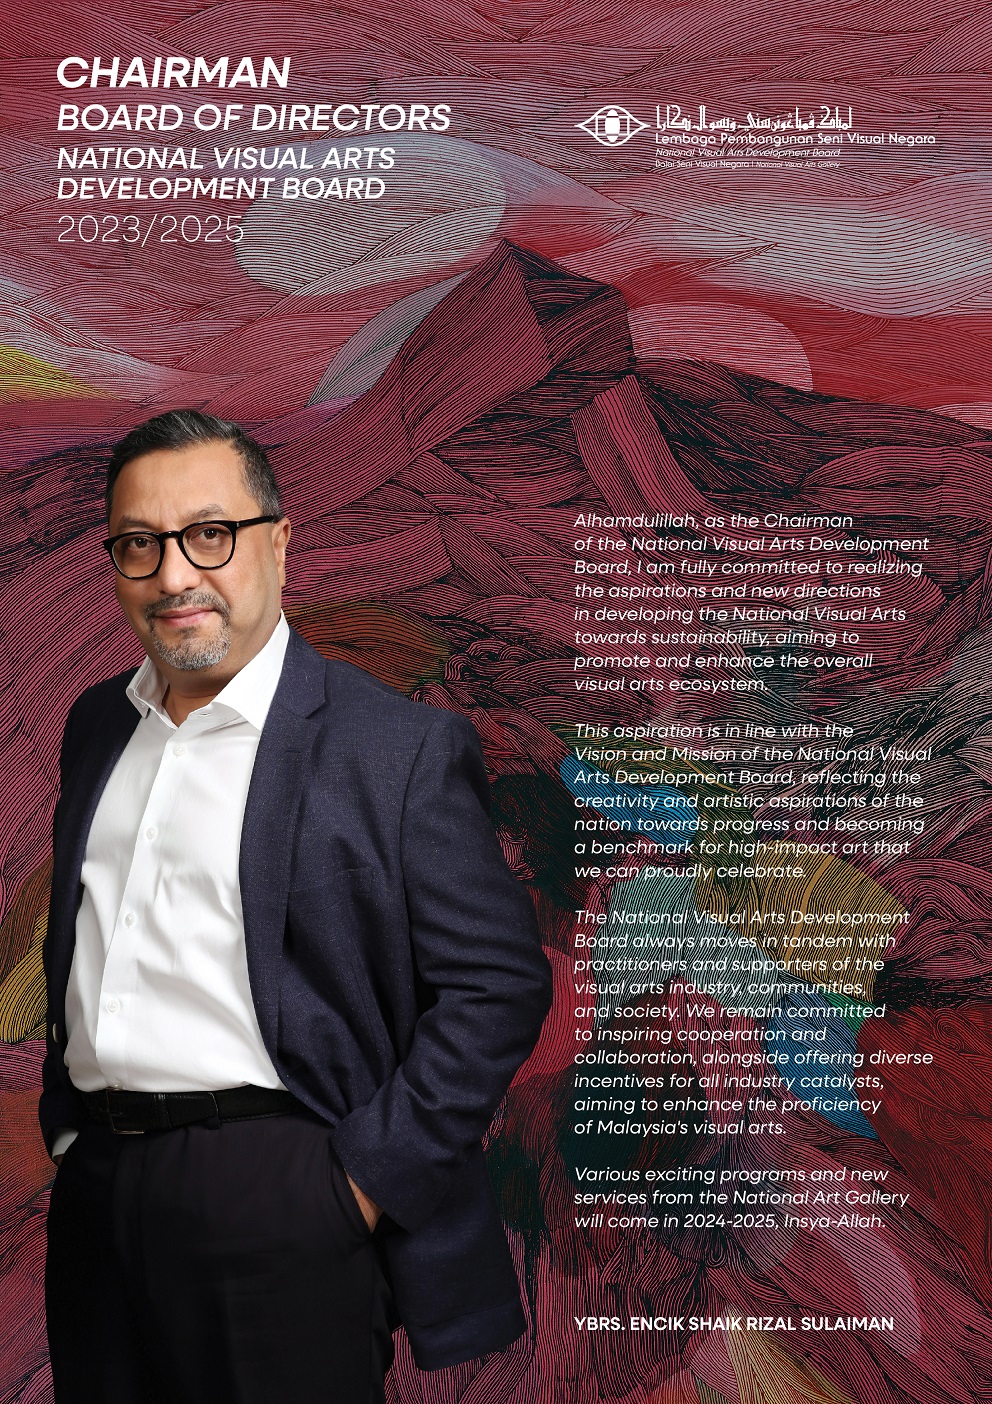 CHAIRMAN
BOARD OF DIRECTORS
NATIONAL VISUAL ARTS
DEVELOPMENT BOARD
2023/2025
Lembaga Pembangunan Seni Visual Negara
National Visual Arts Development Board
Balai Seni Visual Negara | National Visual Arts Gallery
Alhamdulillah, as the Chairman
of the National Visual Arts Development
Board, I am fully committed to realizing
the aspirations and new directions
in developing the National Visual Arts
towards sustainability, aiming to
promote and enhance the overall
visual arts ecosystem.
This aspiration is in line with the
Vision and Mission of the National Visual
Arts Development Board, reflecting the
creativity and artistic aspirations of the
nation towards progress and becoming
a benchmark for high-impact art that
we can proudly celebrate.
The National Visual Arts Development
Board always moves in tandem with
practitioners and supporters of the
visual arts industry, communities,
and society. We remain committed
to inspiring cooperation and
collaboration, alongside offering diverse
incentives for all industry catalysts,
aiming to enhance the proficiency
of Malaysia's visual arts.
Various exciting programs and new
services from the National Art Gallery
will come in 2024-2025, Insya-Allah.
YBRS. ENCIK SHAIK RIZAL SULAIMAN